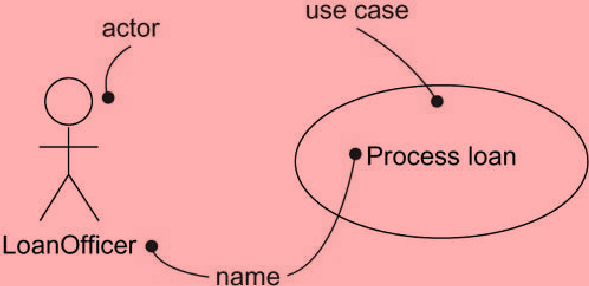 use case
actor
Process loan
LoanOfficer
name